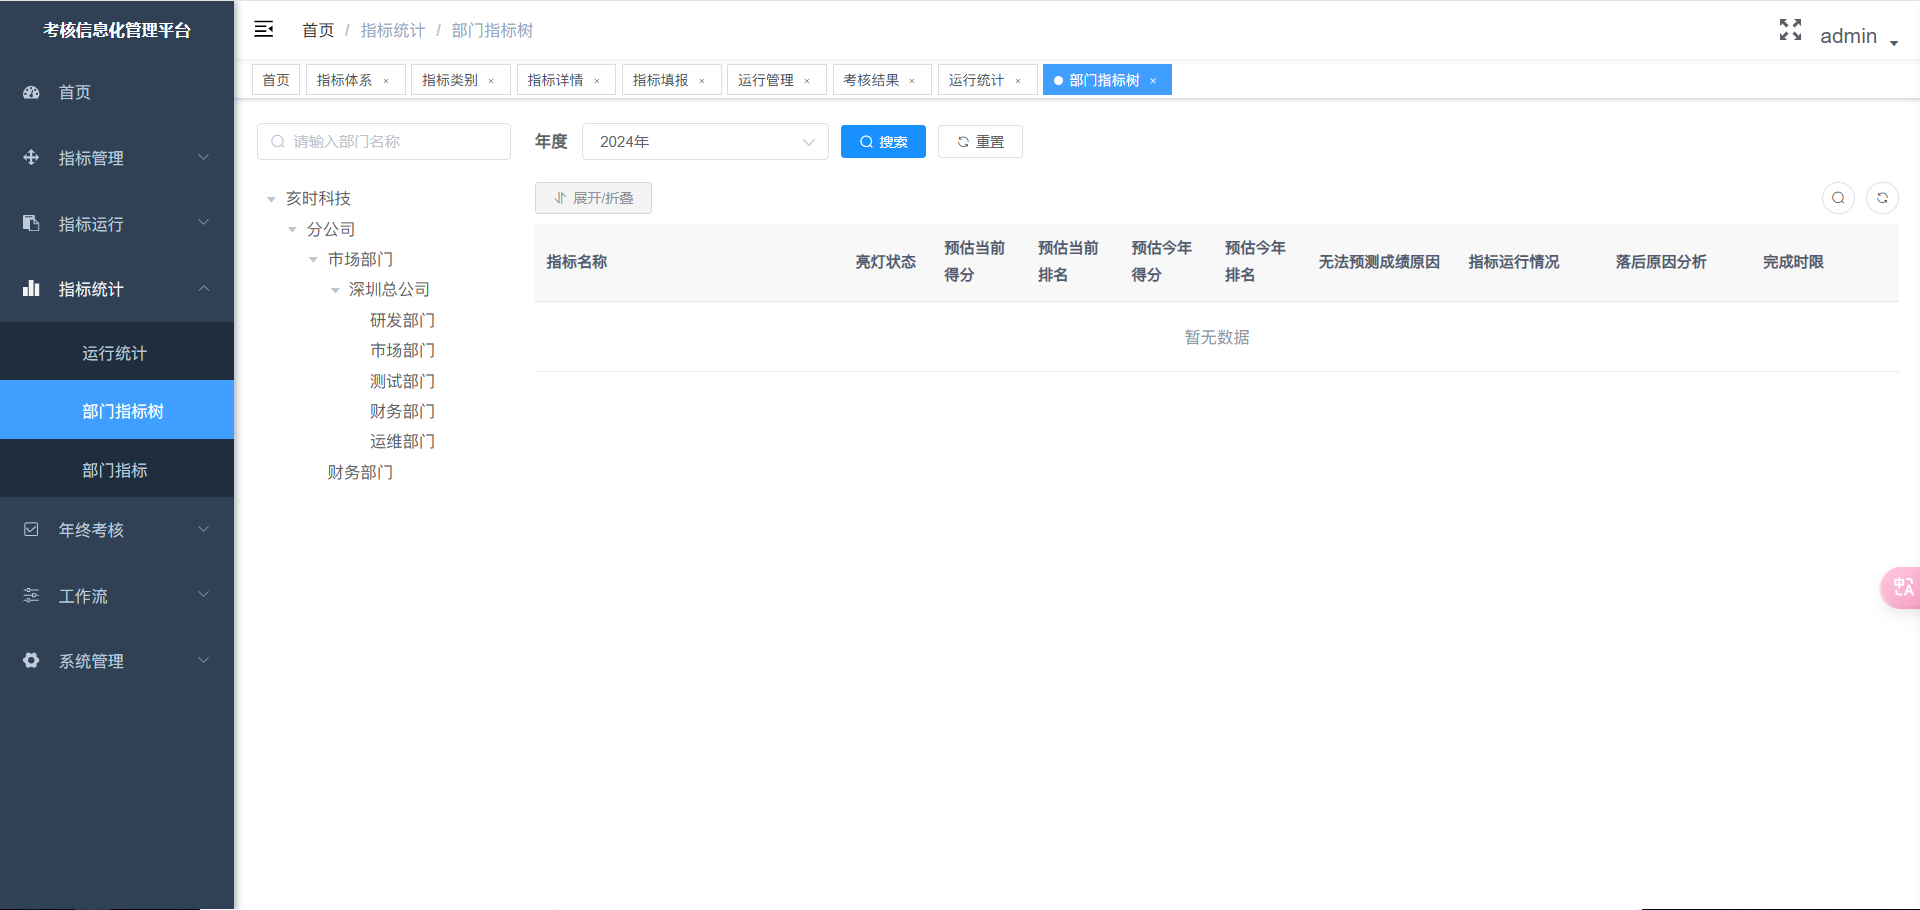 考核信息化管理平台
首页
指标管理
指标运行
指标统计
运行统计
部门指标树
部门指标
年终考核
工作流
系统管理
首页 / 指标统计 / 部门指标树
admin
首页 指标体系 × 指标类别 × 指标详情 × 指标填报 × 运行管理 × 考核结果 × 运行统计 × 部门指标树 ×
请输入部门名称
年度 2024年 搜索 重置
亥时科技
分公司
市场部门
深圳总公司
研发部门
市场部门
测试部门
财务部门
运维部门
财务部门
展开/折叠
指标名称
亮灯状态
预估当前
得分
预估当前
排名
预估今年
得分
预估今年
排名
无法预测成绩原因
指标运行情况
落后原因分析
完成时限
暂无数据
中A